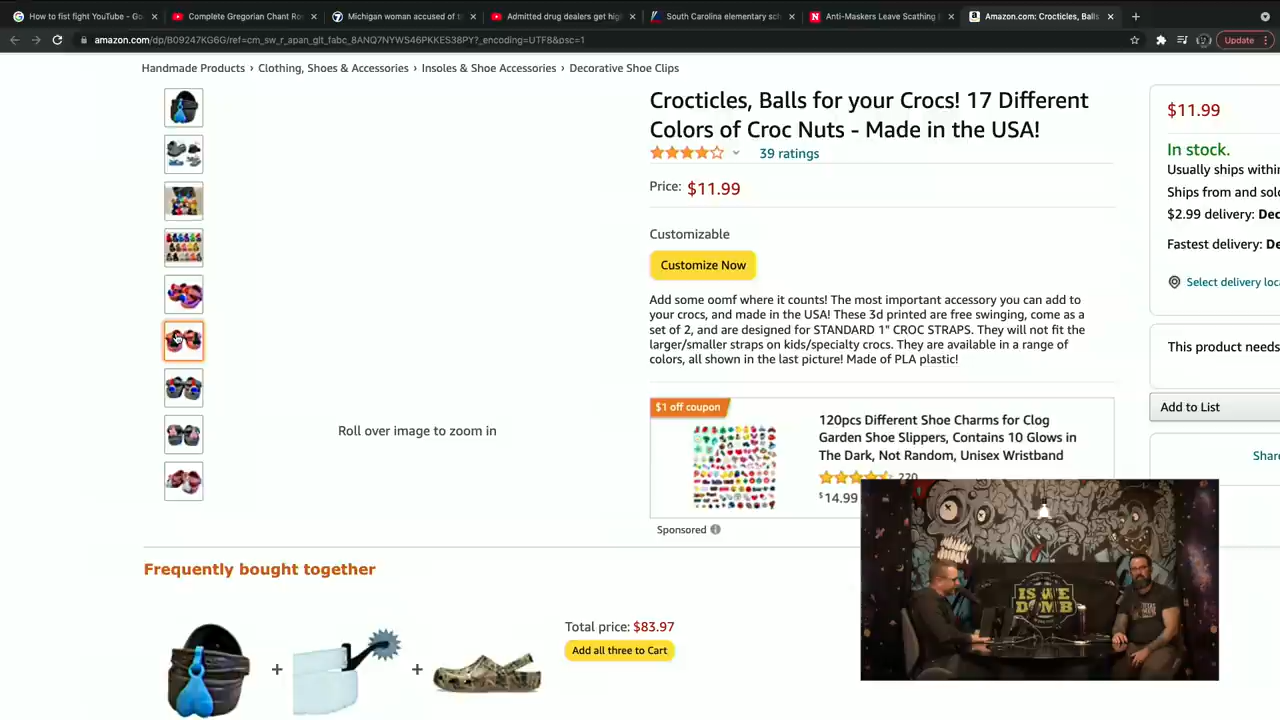 How to fist fight YouTube - Go
Complete Gregorian Chant Ros
Michigan woman accused of t
Admitted drug dealers get high
South Carolina elementary sch
Anti-Maskers Leave Scathing
Amazon.com: Crocticles, Balls
amazon.com/dp/B09247KG6G/ref=cm_sw_r_apan_glt_fabc_8ANQ7NYWS46PKKES38PY?_encoding=UTF8&psc=1
Update
Handmade Products › Clothing, Shoes & Accessories › Insoles & Shoe Accessories › Decorative Shoe Clips
Crocticles, Balls for your Crocs! 17 Different
Colors of Croc Nuts - Made in the USA!
39 ratings
Price: $11.99
Customizable
Customize Now
Add some oomf where it counts! The most important accessory you can add to
your crocs, and made in the USA! These 3d printed are free swinging, come as a
set of 2, and are designed for STANDARD 1" CROC STRAPS. They will not fit the
larger/smaller straps on kids/specialty crocs. They are available in a range of
colors, all shown in the last picture! Made of PLA plastic!
Roll over image to zoom in
$1 off coupon
120pcs Different Shoe Charms for Clog
Garden Shoe Slippers, Contains 10 Glows in
The Dark, Not Random, Unisex Wristband
220
$14.99
Sponsored
$11.99
In stock.
Usually ships within
Ships from and sol
$2.99 delivery: Dec
Fastest delivery: De
Select delivery loc
This product needs
Add to List
Share
Frequently bought together
+
+
Total price: $83.97
Add all three to Cart
IS WE
DOMB